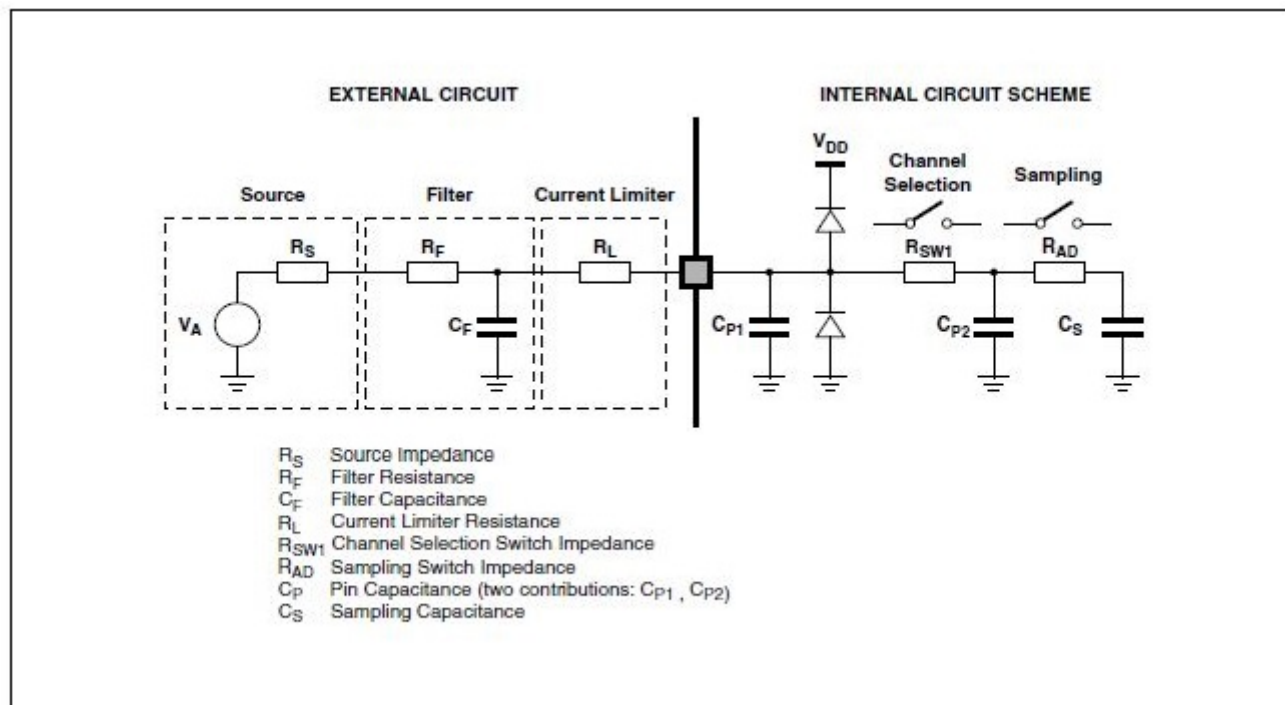 EXTERNAL CIRCUIT
INTERNAL CIRCUIT SCHEME
VDD
Channel
Selection
Sampling
Source
Filter
Current Limiter
RS
RF
RL
RSW1
RAD
VA
CF
CP1
CP2
CS
RS Source Impedance
RF Filter Resistance
CF Filter Capacitance
RL Current Limiter Resistance
RSW1 Channel Selection Switch Impedance
RAD Sampling Switch Impedance
CP Pin Capacitance (two contributions: CP1 , CP2)
CS Sampling Capacitance